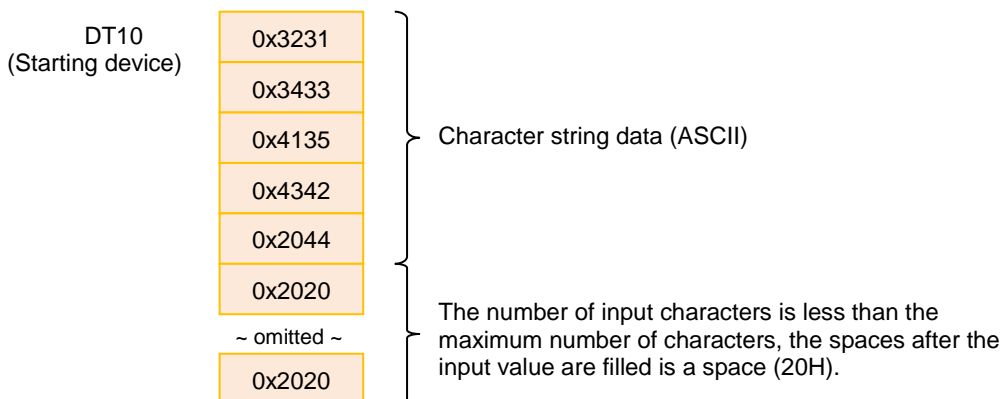 DT10
(Starting device)
0x3231
0x3433
0x4135
0x4342
0x2044
0x2020
~ omitted ~
0x2020
Character string data (ASCII)
The number of input characters is less than the
maximum number of characters, the spaces after the
input value are filled is a space (20H).